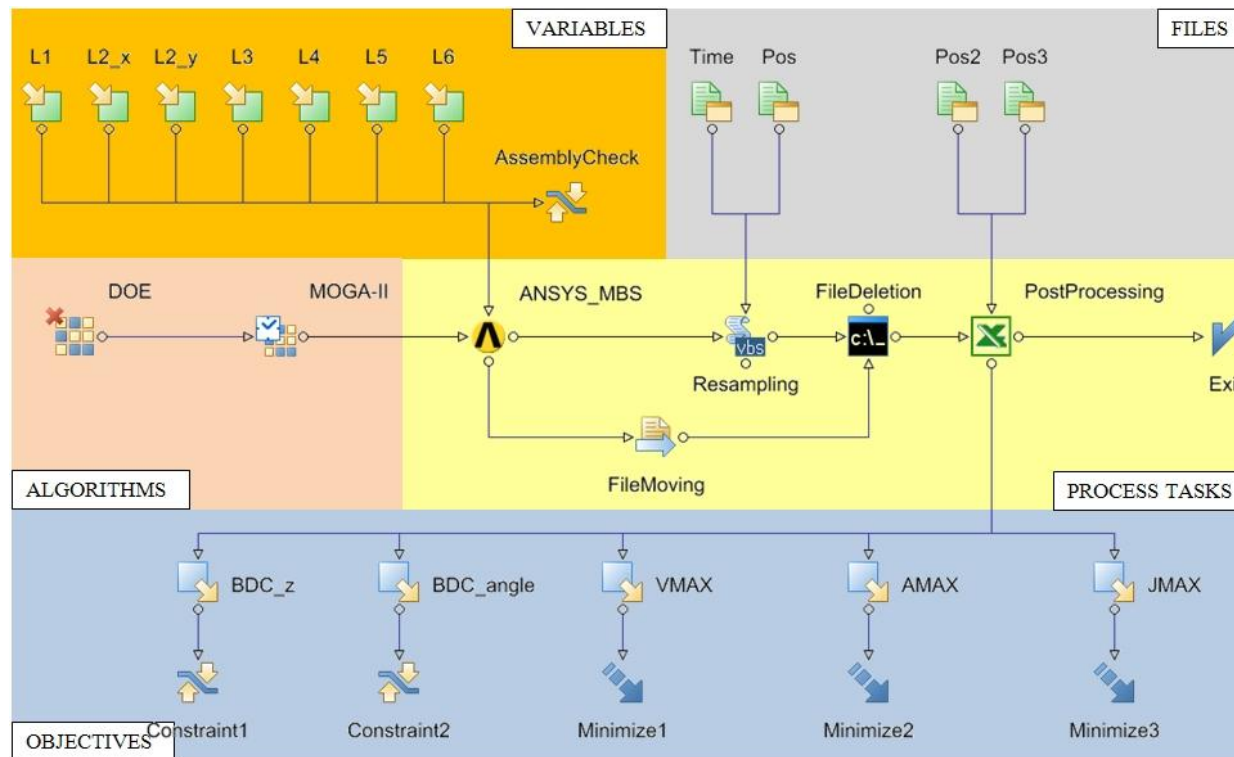 VARIABLES
FILES
L1
L2_x
L2_y
L3
L4
L5
L6
Time
Pos
Pos2
Pos3
AssemblyCheck
DOE
MOGA-II
ANSYS_MBS
FileDeletion
PostProcessing
c:\_
vbs
Resampling
Exi
FileMoving
ALGORITHMS
PROCESS TASKS
BDC_z
BDC_angle
VMAX
AMAX
JMAX
Constraint1
Constraint2
Minimize1
Minimize2
Minimize3
OBJECTIVES